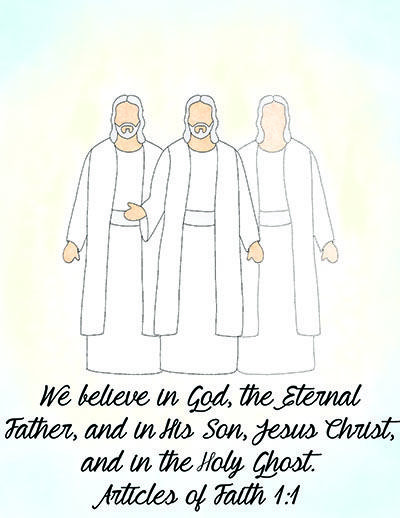 We believe in God, the Eternal
Father, and in His Son, Jesus Christ,
and in the Holy Ghost.
Articles of Faith 1:1